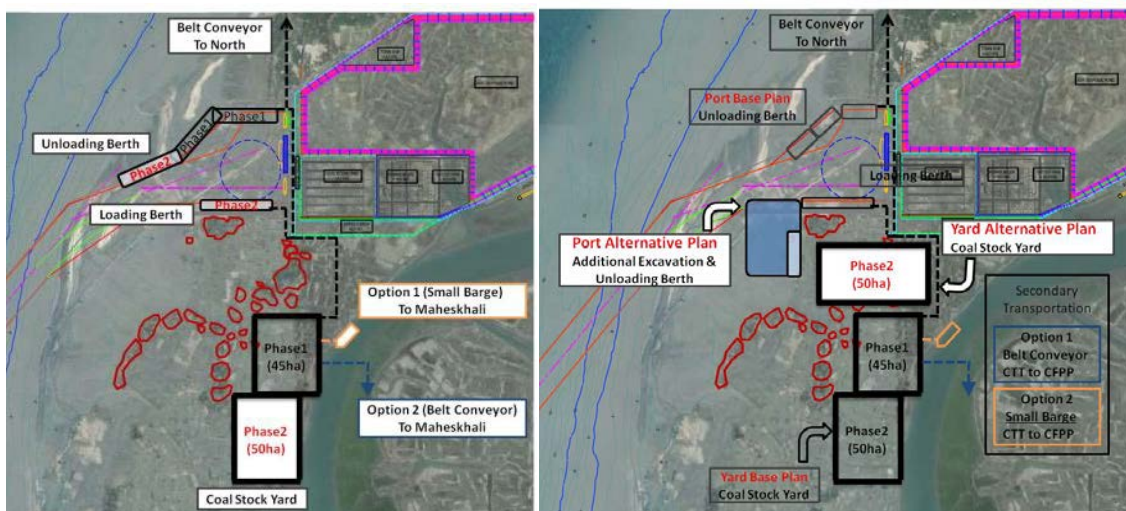 Belt Conveyor
To North
Phase1
Phase1
Unloading Berth
Phase2
Loading Berth
Phase2
Option 1 (Small Barge)
To Maheskhali
Phase1
(45ha)
Option 2 (Belt Conveyor)
To Maheskhali
Phase2
(50ha)
Coal Stock Yard
Belt Conveyor
To North
Port Base Plan
Unloading Berth
Loading Berth
Port Alternative Plan
Additional Excavation &
Unloading Berth
Yard Alternative Plan
Coal Stock Yard
Phase2
(50ha)
Secondary
Transportation
Option 1
Belt Conveyor
CTT to CFPP
Option 2
Small Barge
CTT to CFPP
Phase1
(45ha)
Phase2
(50ha)
Yard Base Plan
Coal Stock Yard